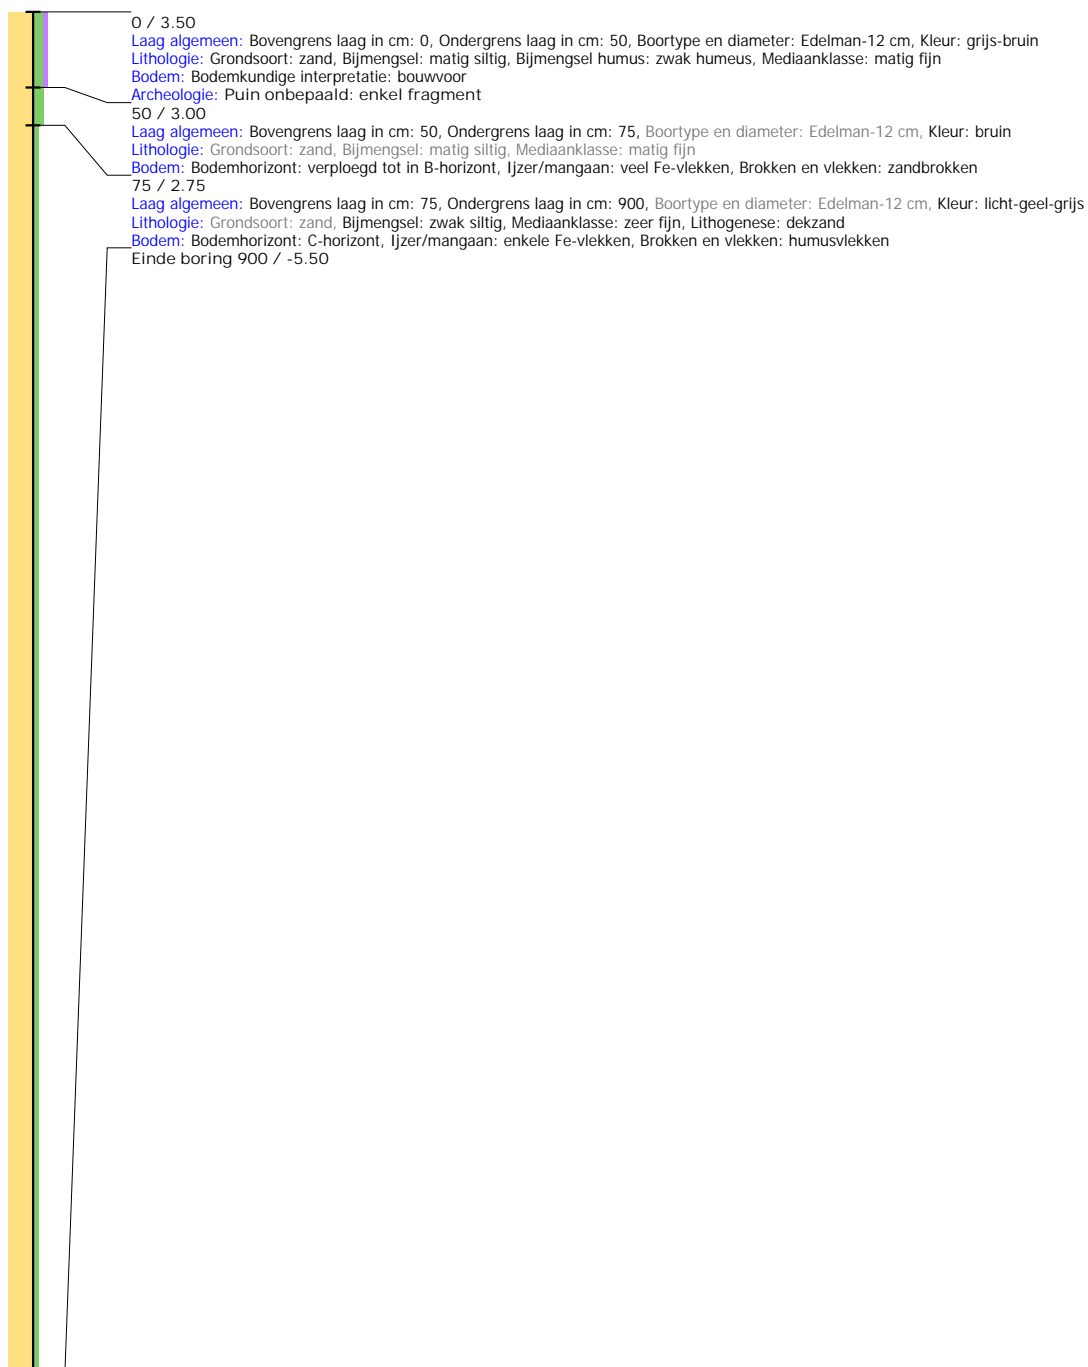 0 / 3.50
Laag algemeen: Bovengrens laag in cm: 0, Ondergrens laag in cm: 50, Boortype en diameter: Edelman-12 cm, Kleur: grijs-bruin
Lithologie: Grondsoort: zand, Bijmengsel: matig siltig, Bijmengsel humus: zwak humeus, Mediaanklasse: matig fijn
Bodem: Bodemkundige interpretatie: bouwvoor
Archeologie: Puin onbepaald: enkel fragment
50 / 3.00
Laag algemeen: Bovengrens laag in cm: 50, Ondergrens laag in cm: 75, Boortype en diameter: Edelman-12 cm, Kleur: bruin
Lithologie: Grondsoort: zand, Bijmengsel: matig siltig, Mediaanklasse: matig fijn
Bodem: Bodemhorizont: verploegd tot in B-horizont, Ijzer/mangaan: veel Fe-vlekken, Brokken en vlekken: zandbrokken
75 / 2.75
Laag algemeen: Bovengrens laag in cm: 75, Ondergrens laag in cm: 900, Boortype en diameter: Edelman-12 cm, Kleur: licht-geel-grijs
Lithologie: Grondsoort: zand, Bijmengsel: zwak siltig, Mediaanklasse: zeer fijn, Lithogenese: dekzand
Bodem: Bodemhorizont: C-horizont, Ijzer/mangaan: enkele Fe-vlekken, Brokken en vlekken: humusvlekken
Einde boring 900 / -5.50